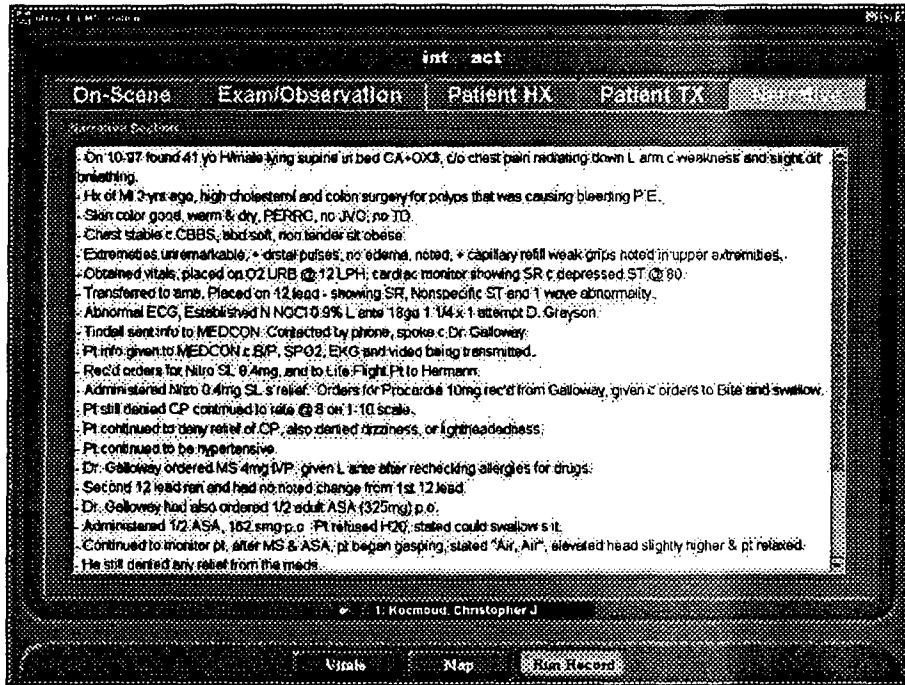 int act
On-Scene Exam/Observation Patient HX Patient TX Narrative
Narrative Section
- On 10-97 found 41 yo H/male lying supine in bed CA+OX3, c/o chest pain radiating down L arm c weakness and slight dif
breathing.
- Hx of MI 3 yrs ago, high cholesterol and colon surgery for polyps that was causing bleeding P.E.
- Skin color good, warm & dry, PERRC, no JVD, no TD.
- Chest stable c CBBS, abd soft, non tender sit obese.
- Extremeties unremarkable, + distal pulses, no edema, noted, + capillary refill weak grips noted in upper extremities.
- Obtained vitals, placed on O2 URB @ 12 LPH, cardiac monitor showing SR c depressed ST @ 80.
- Transferred to amb. Placed on 12 lead - showing SR, Nonspecific ST and 1 wave abnormality.
- Abnormal ECG, Established N NGC10.9% L ante 18ga 1 1/4 x 1 attempt D. Grayson.
- Tindall sent info to MEDCON. Contacted by phone, spoke c Dr. Galloway.
- Pt info given to MEDCON c B/P, SPO2, EKG and video being transmitted.
- Rec'd orders for Nitro SL 0.4mg, and to Life Flight Pt to Hermann.
- Administered Nitro 0.4mg SL s relief. Orders for Procardia 10mg rec'd from Galloway, given c orders to Bite and swallow.
- Pt still denied CP continued to rate @ 8 on 1-10 scale.
- Pt continued to deny relief of CP, also denied dizziness, or lightheadedness.
- Pt continued to be hypertensive.
- Dr. Galloway ordered MS 4mg IVP, given L ante after rechecking allergies for drugs.
- Second 12 lead ran and had no noted change from 1st 12 lead.
- Dr. Galloway had also ordered 1/2 adult ASA (325mg) p.o.
- Administered 1/2 ASA, 162.5mg p.o. Pt refused H20, stated could swallow s it.
- Continued to monitor pt, after MS & ASA, pt began gasping, stated "Air, Air", elevated head slightly higher & pt relaxed.
- He still denied any relief from the meds.
1: Kocmoud, Christopher J
Vitals Map Run Record